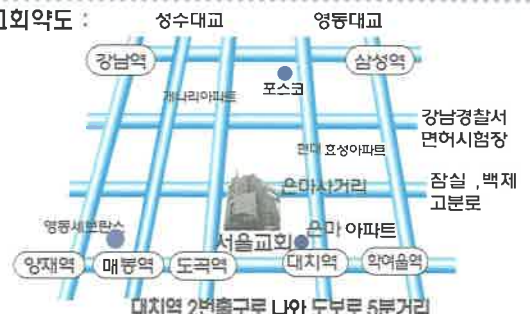 회약도 :
성수대교
영동대교
강남역
삼성역
포스코
개나리아파트
강남경찰서
면허시험장
현대 효성아파트
은마사거리
잠실 , 백제
고분로
영동세브란스
서울교회
은마 아파트
양재역
매봉역
도곡역
대치역
학여울역
대치역 2번출구로 나와 도보로 5분거리